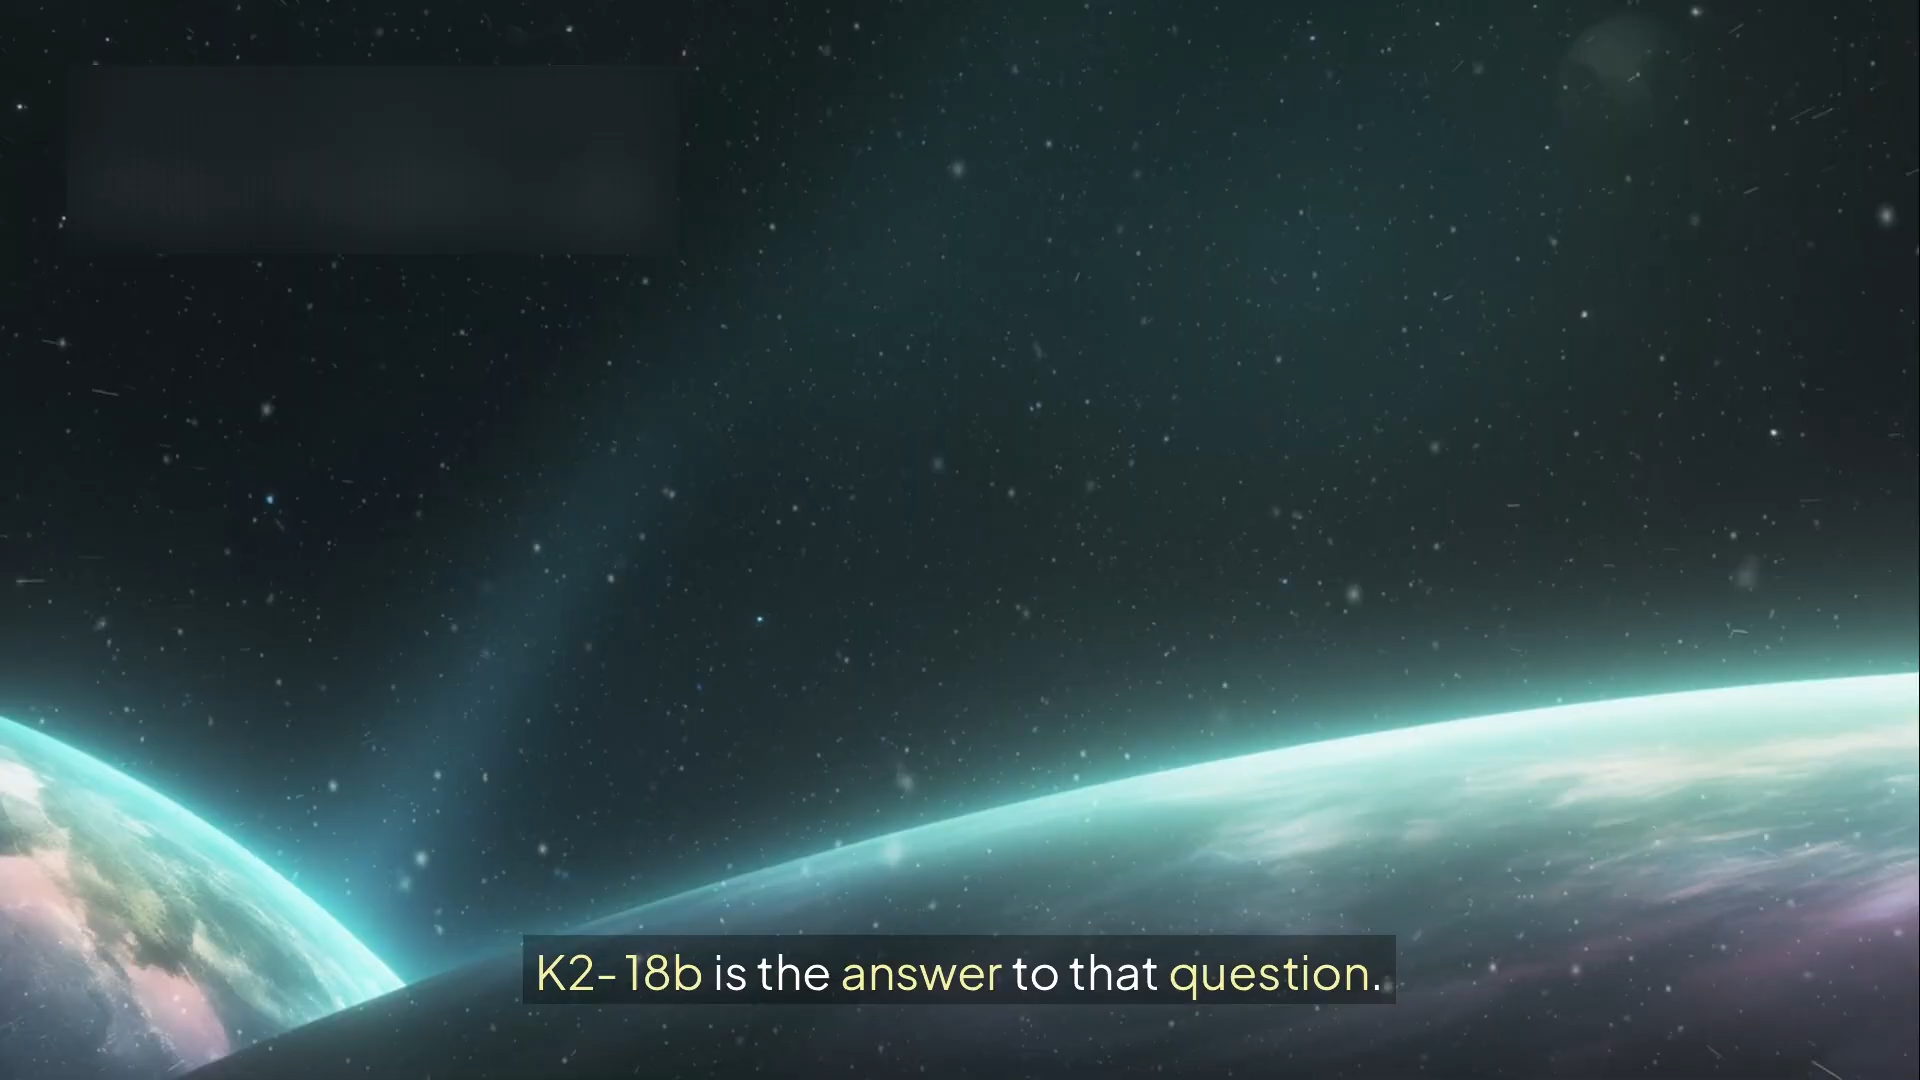 K2-18b is the answer to that question.